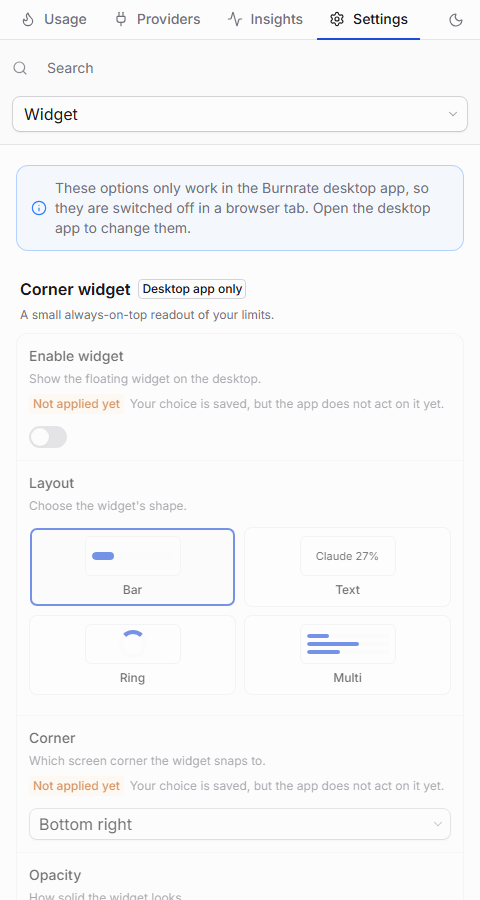 Usage Providers Insights Settings
Search
Widget
These options only work in the Burnrate desktop app, so
they are switched off in a browser tab. Open the desktop
app to change them.
Corner widget Desktop app only
A small always-on-top readout of your limits.
Enable widget
Show the floating widget on the desktop.
Not applied yet Your choice is saved, but the app does not act on it yet.
Layout
Choose the widget's shape.
Claude 27%
Bar Text
Ring Multi
Corner
Which screen corner the widget snaps to.
Not applied yet Your choice is saved, but the app does not act on it yet.
Bottom right
Opacity
How solid the widget looks